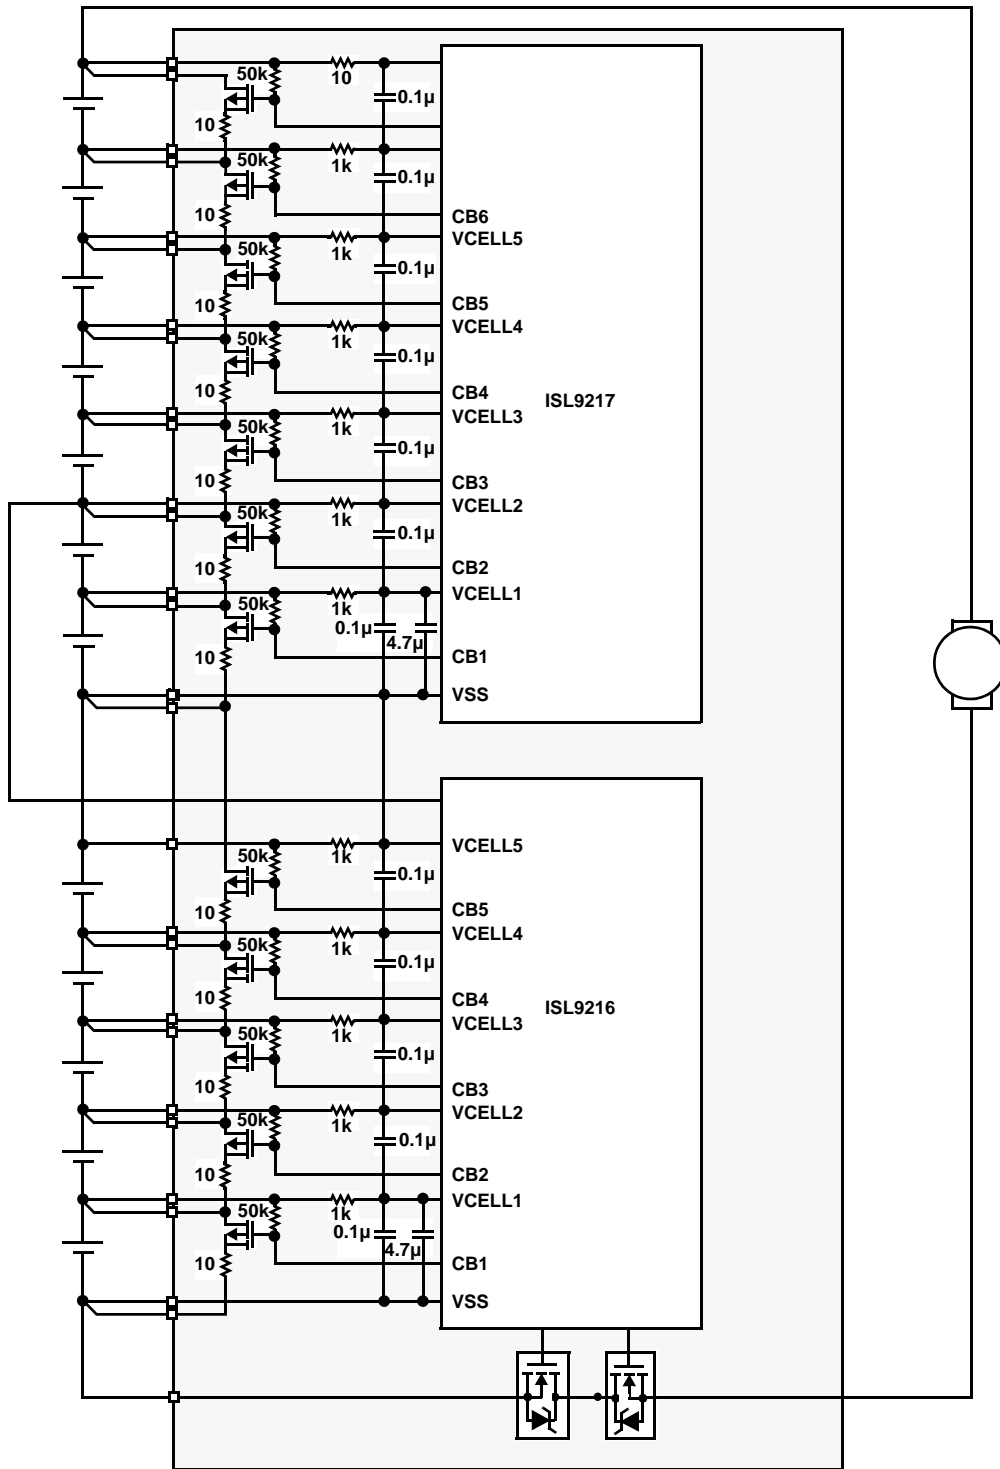 50k
10
0.1µ
10
50k
1k
0.1µ
10
CB6
VCELL5
50k
1k
0.1µ
10
CB5
VCELL4
50k
1k
0.1µ
10
CB4
ISL9217
VCELL3
50k
1k
0.1µ
10
CB3
VCELL2
50k
1k
0.1µ
10
CB2
VCELL1
50k
1k
0.1µ
4.7µ
10
CB1
VSS
VCELL5
50k
1k
0.1µ
10
CB5
VCELL4
50k
1k
0.1µ
10
CB4
ISL9216
VCELL3
50k
1k
0.1µ
10
CB3
VCELL2
50k
1k
0.1µ
10
CB2
VCELL1
50k
1k
0.1µ
4.7µ
10
CB1
VSS